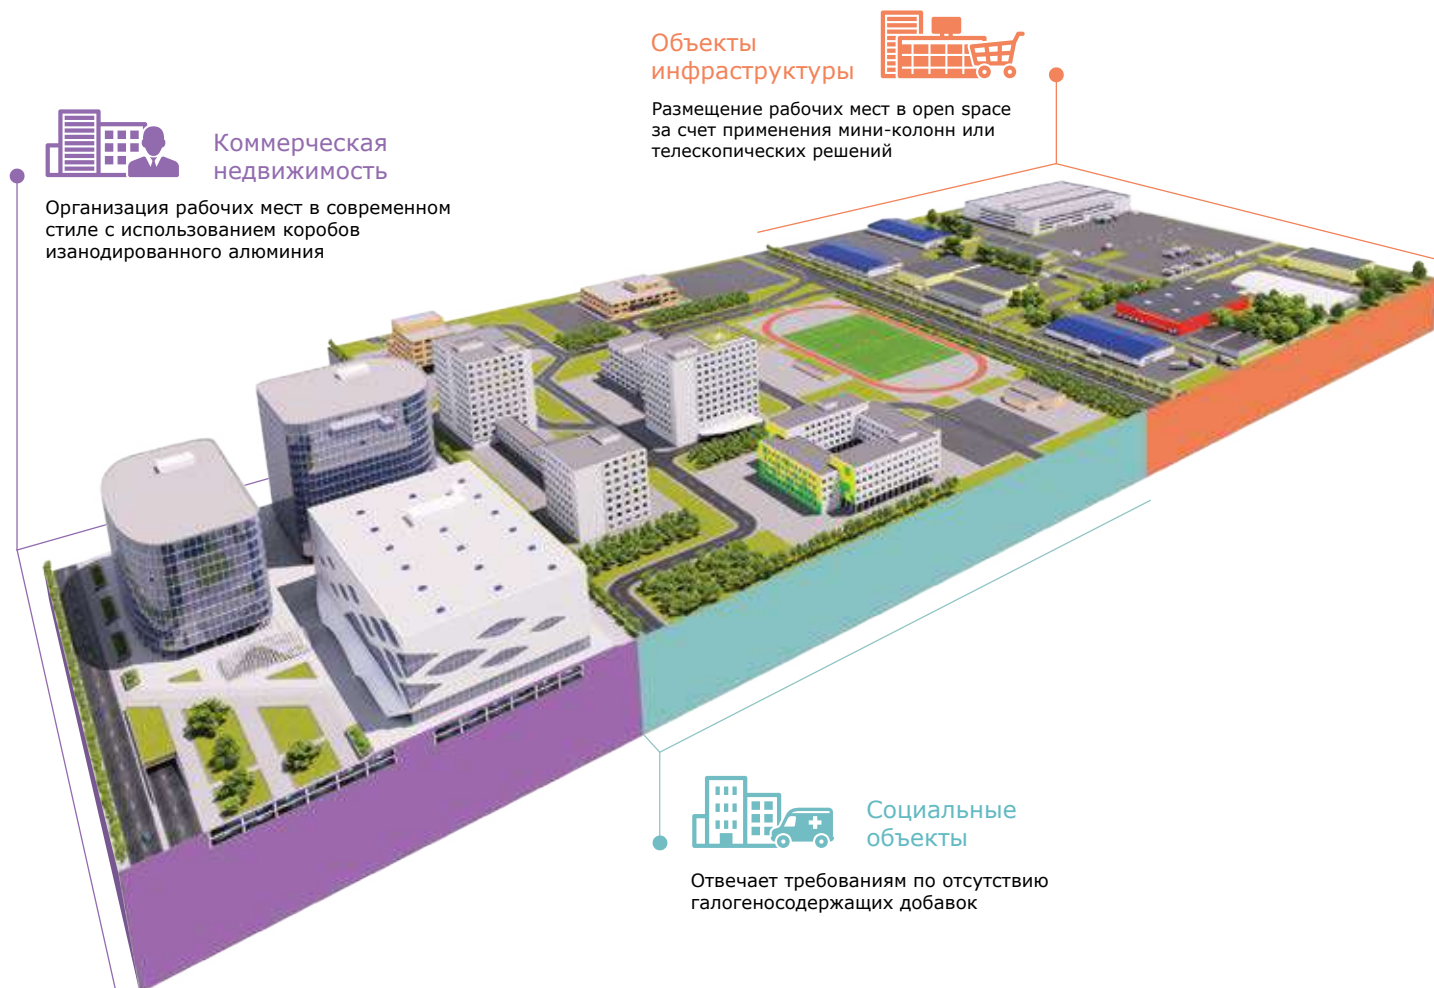 Объекты
инфраструктуры
Размещение рабочих мест в open space
за счет применения мини-колонн или
телескопических решений
Коммерческая
недвижимость
Организация рабочих мест в современном
стиле с использованием коробов
изанодированного алюминия
Социальные
объекты
Отвечает требованиям по отсутствию
галогеносодержащих добавок